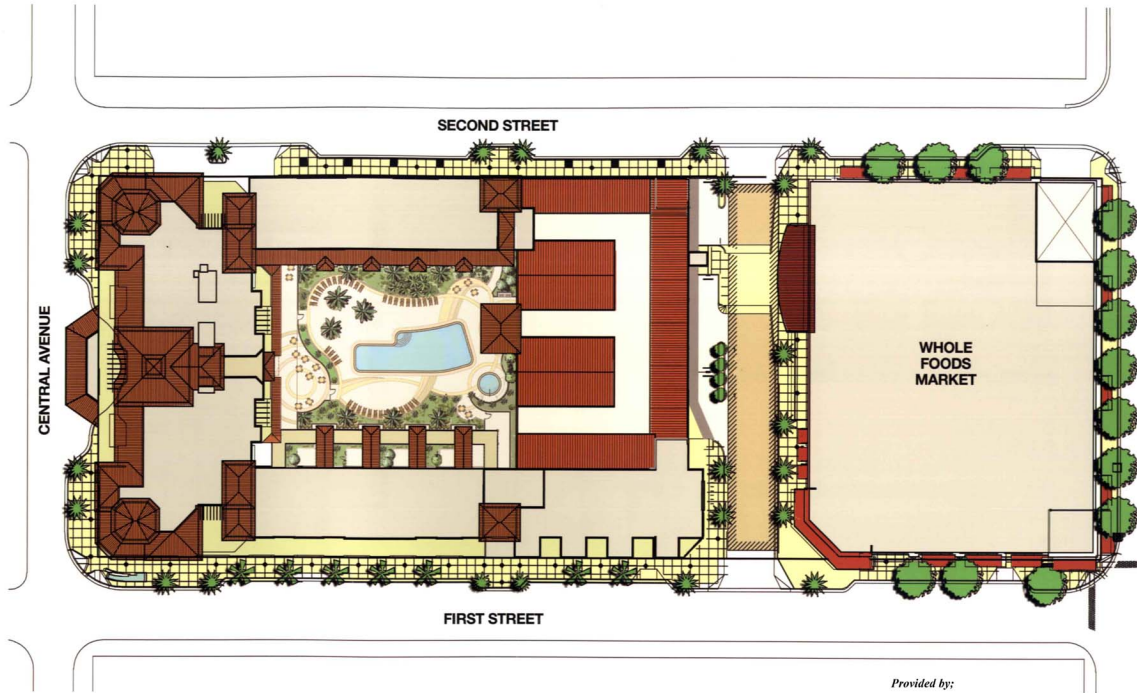 SECOND STREET
CENTRAL AVENUE
WHOLE
FOODS
MARKET
FIRST STREET
Provided by;